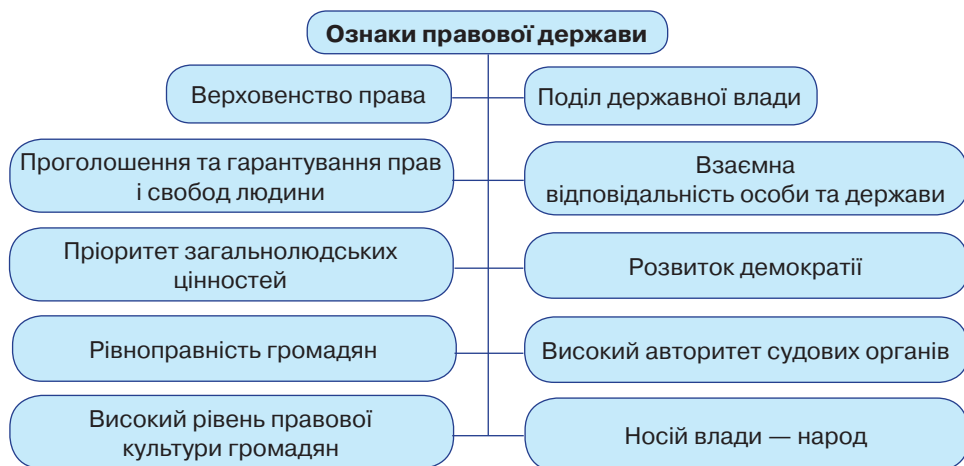 Ознаки правової держави
Верховенство права
Поділ державної влади
Проголошення та гарантування прав
і свобод людини
Взаємна
відповідальність особи та держави
Пріоритет загальнолюдських
цінностей
Розвиток демократії
Рівноправність громадян
Високий авторитет судових органів
Високий рівень правової
культури громадян
Носій влади — народ